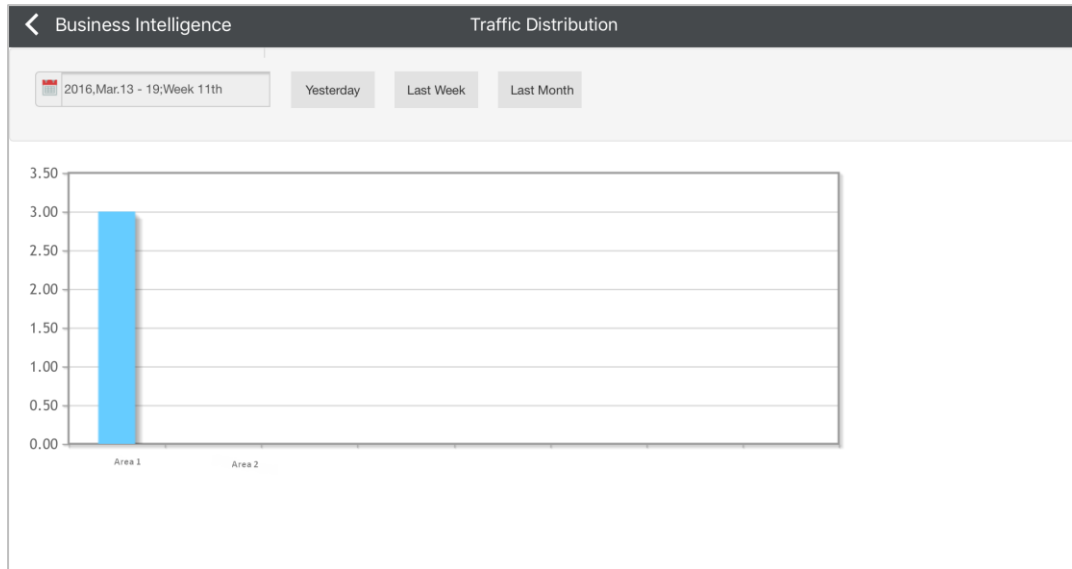 Business Intelligence
Traffic Distribution
2016,Mar.13 - 19;Week 11th
Yesterday
Last Week
Last Month
3.50
3.00
2.50
2.00
1.50
1.00
0.50
0.00
Area 1
Area 2